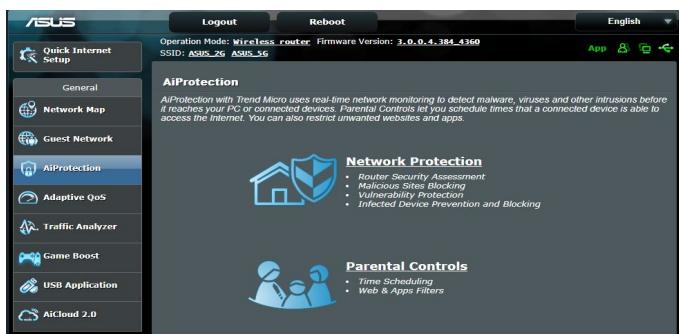 ASUS
Logout
Reboot
English
Quick Internet
Setup
Operation Mode: Wireless router Firmware Version: 3.0.0.4.384_4360
SSID: ASUS_2G ASUS_5G
App
General
Network Map
Guest Network
AiProtection
Adaptive QoS
Traffic Analyzer
Game Boost
USB Application
AiCloud 2.0
AiProtection
AiProtection with Trend Micro uses real-time network monitoring to detect malware, viruses and other intrusions before
it reaches your PC or connected devices. Parental Controls let you schedule times that a connected device is able to
access the Internet. You can also restrict unwanted websites and apps.
Network Protection
• Router Security Assessment
• Malicious Sites Blocking
• Vulnerability Protection
• Infected Device Prevention and Blocking
Parental Controls
• Time Scheduling
• Web & Apps Filters